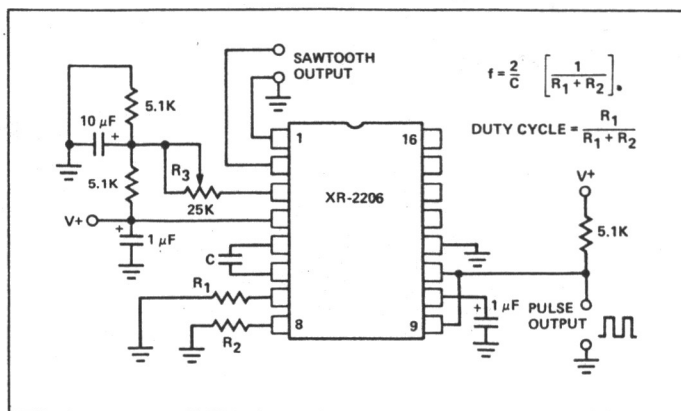 SAWTOOTH
OUTPUT
f = 2/C [1/(R1 + R2)]
DUTY CYCLE = R1/(R1 + R2)
5.1K
10 µF +
R3
5.1K
25K
V+
+
1 µF
C
R1
R2
1
16
XR-2206
8
9
V+
5.1K
+
1 µF
PULSE
OUTPUT